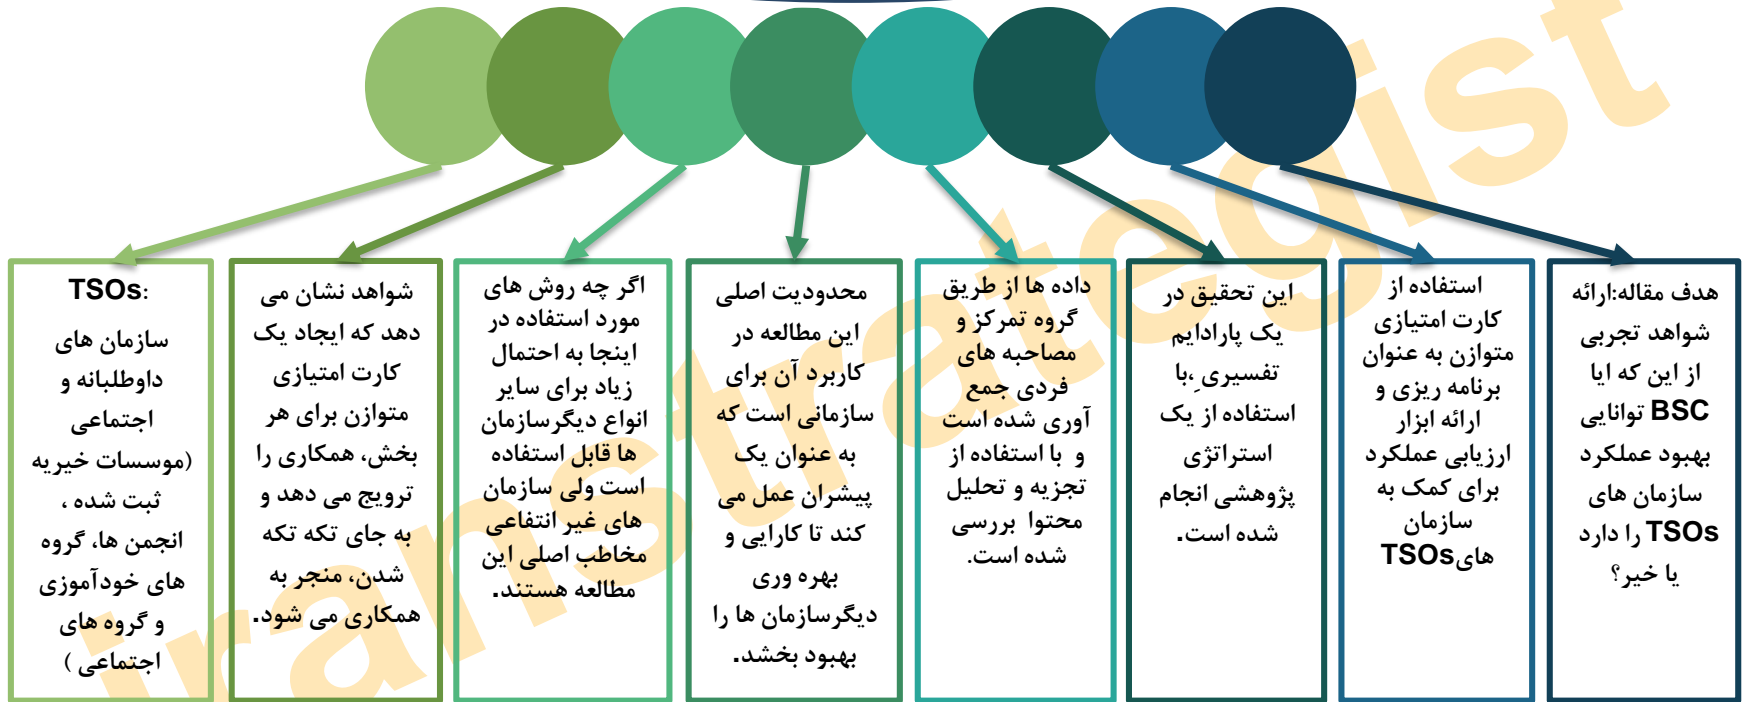 هدف مقاله:ارائه
شواهد تجربی
از این که ایا
BSC توانایی
بهبود عملکرد
سازمان های
TSOs را دارد
یا خیر؟
استفاده از
کارت امتیازی
متوازن به عنوان
برنامه ریزی و
ارائه ابزار
ارزیابی عملکرد
برای کمک به
سازمان
هایTSOs
این تحقیق در
یک پارادایم
تفسیریِ،با
استفاده از یک
استراتژی
پژوهشی انجام
شده است.
داده ها از طریق
گروه تمرکز و
مصاحبه های
فردی جمع
آوری شده است
و با استفاده از
تجزیه و تحلیل
محتوا بررسی
شده است.
محدودیت اصلی
این مطالعه در
کاربرد آن برای
سازمانی است که
به عنوان یک
پیشران عمل می
کند تا کارایی و
بهره وری
دیگرسازمان ها را
بهبود بخشد.
اگر چه روش های
مورد استفاده در
اینجا به احتمال
زیاد برای سایر
انواع دیگرسازمان
ها قابل استفاده
است ولی سازمان
های غیر انتفاعی
مخاطب اصلی این
مطالعه هستند.
شواهد نشان می
دهد که ایجاد یک
کارت امتیازی
متوازن برای هر
بخش، همکاری را
ترویج می دهد و
به جای تکه تکه
شدن، منجر به
همکاری می شود.
TSOs:
سازمان های
داوطلبانه و
اجتماعی
(موسسات خیریه
ثبت شده ،
انجمن ها، گروه
های خودآموزی
و گروه های
اجتماعی )
iranstrategist